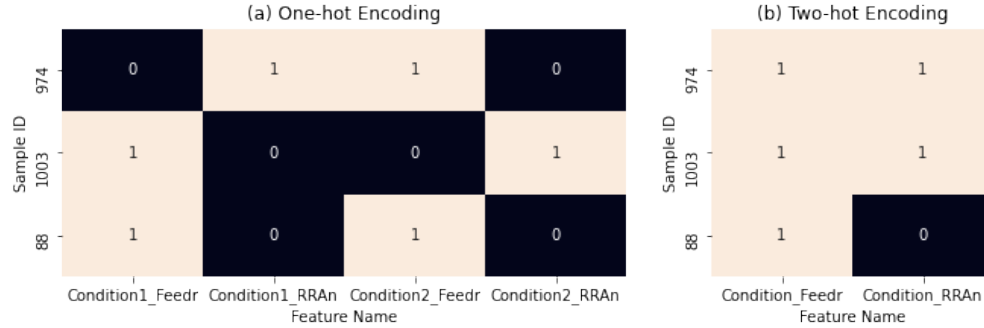 (a) One-hot Encoding
Sample ID
974 0 1 1 0
1003 1 0 0 1
88 1 0 1 0
Condition1_Feedr Condition1_RRAn Condition2_Feedr Condition2_RRAn
Feature Name
(b) Two-hot Encoding
Sample ID
974 1 1
1003 1 1
88 1 0
Condition_Feedr Condition_RRAn
Feature Name